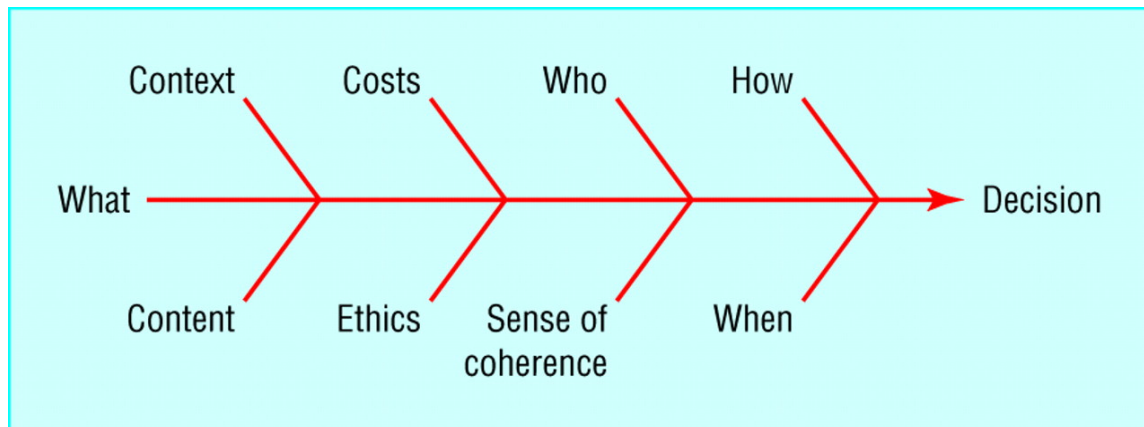 Context
Costs
Who
How
What
Decision
Content
Ethics
Sense of
coherence
When